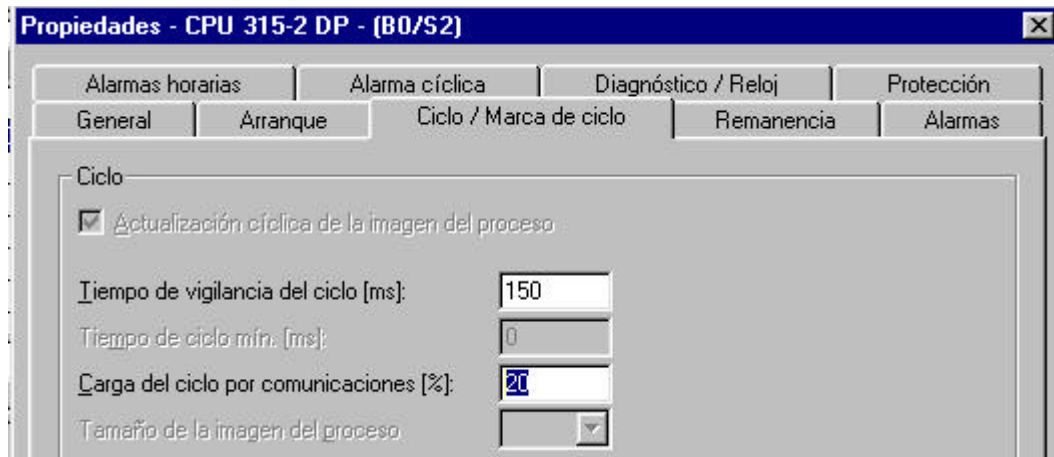 Propiedades - CPU 315-2 DP - (B0/S2)
Alarmas horarias Alarma cíclica Diagnóstico / Reloj Protección
General Arranque Ciclo / Marca de ciclo Remanencia Alarmas
Ciclo
Actualización cíclica de la imagen del proceso
Tiempo de vigilancia del ciclo [ms]: 150
Tiempo de ciclo mín. [ms]: 0
Carga del ciclo por comunicaciones [%]: 20
Tamaño de la imagen del proceso